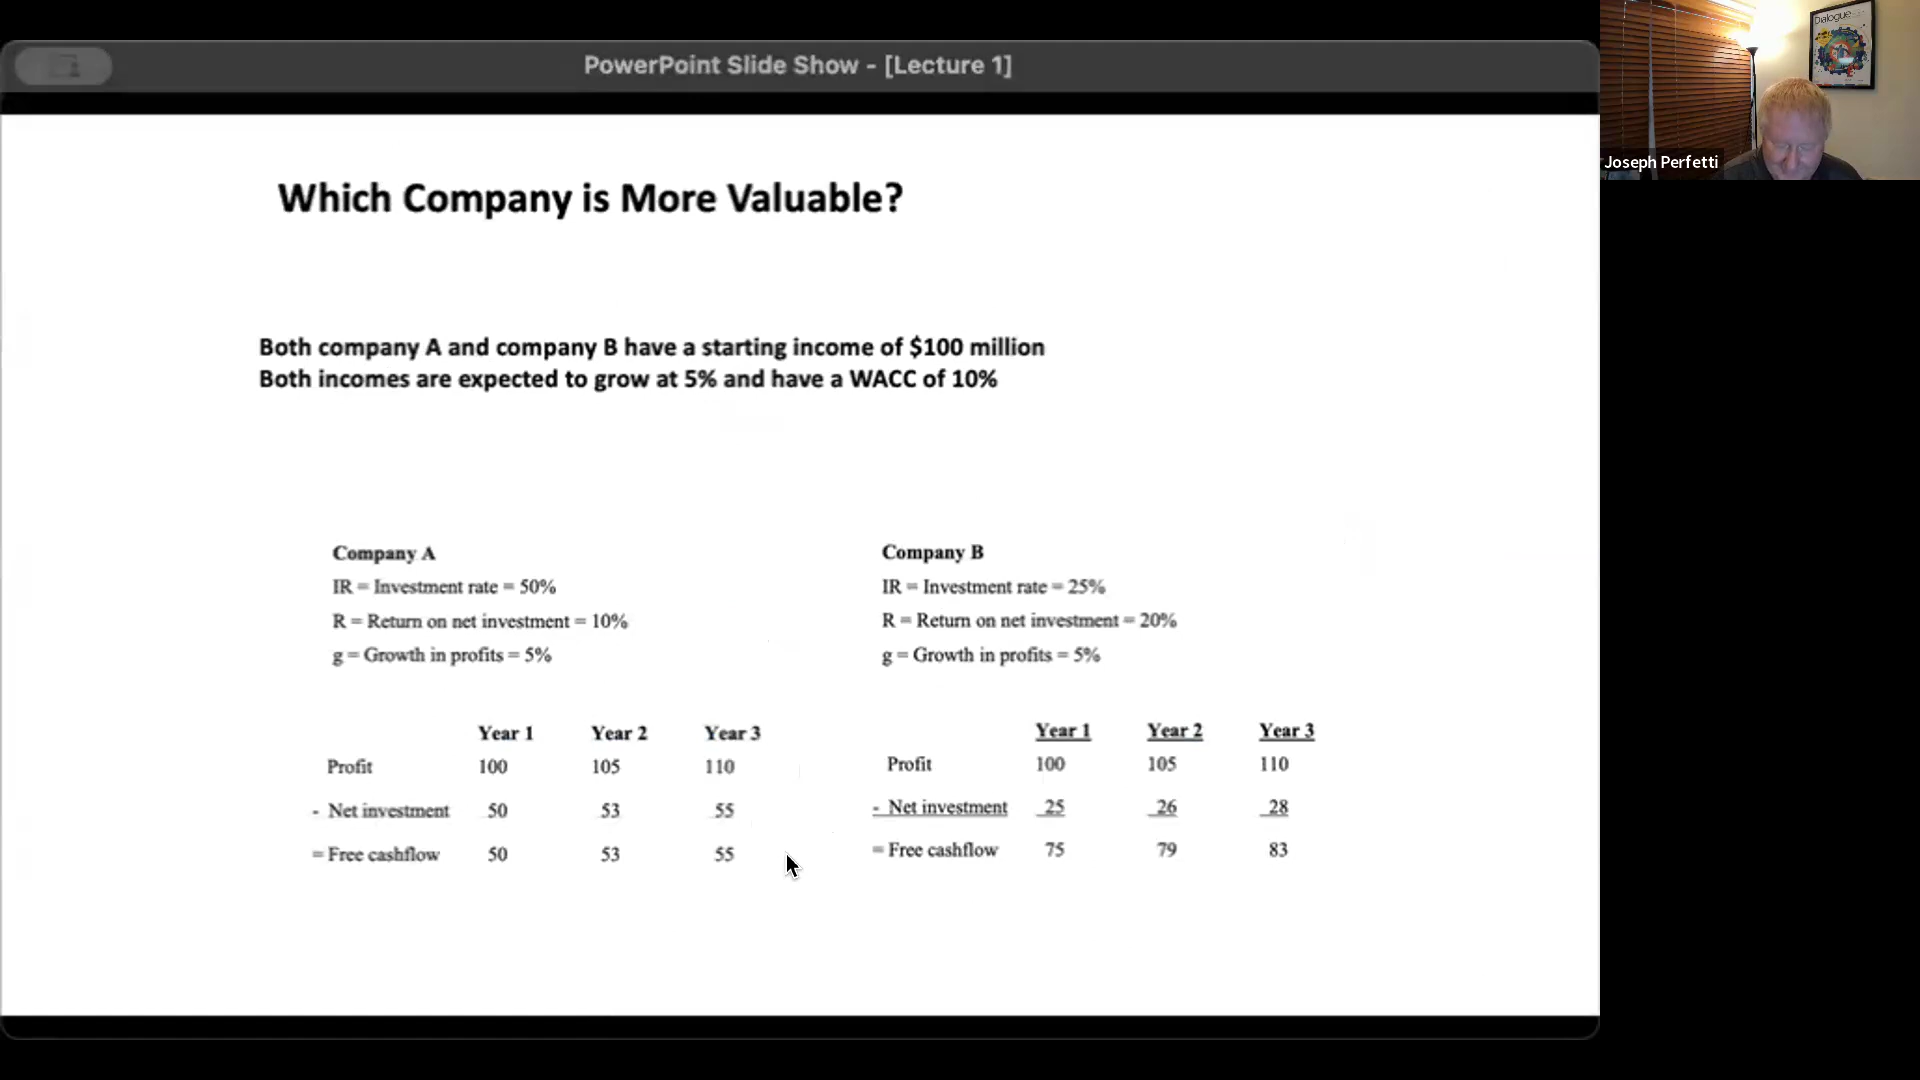 PowerPoint Slide Show - [Lecture 1]
Dialogue
Joseph Perfetti
Which Company is More Valuable?
Both company A and company B have a starting income of $100 million
Both incomes are expected to grow at 5% and have a WACC of 10%
Company A
IR = Investment rate = 50%
R = Return on net investment = 10%
g = Growth in profits = 5%
Year 1 Year 2 Year 3
Profit 100 105 110
- Net investment 50 53 55
= Free cashflow 50 53 55
Company B
IR = Investment rate = 25%
R = Return on net investment = 20%
g = Growth in profits = 5%
Year 1 Year 2 Year 3
Profit 100 105 110
- Net investment 25 26 28
= Free cashflow 75 79 83